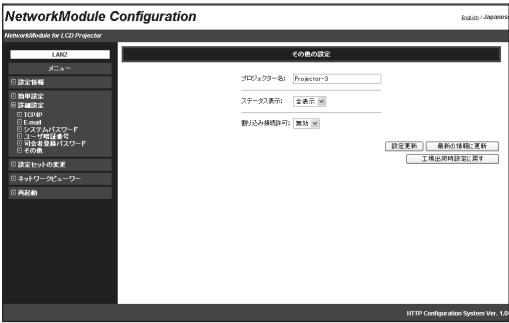 NetworkModule Configuration
English / Japanese
NetworkModule for LCD Projector
LAN2
メニュー
設定情報
簡単設定
詳細設定
TCP/IP
E-mail
システムパスワード
ユーザ暗証番号
司会者登録パスワード
その他
設定セットの変更
ネットワークビューワー
再起動
その他の設定
プロジェクター名: Projector-3
ステータス表示: 全表示
割り込み接続許可: 無効
設定更新 最新の情報に更新
工場出荷時設定に戻す
HTTP Configuration System Ver. 1.0